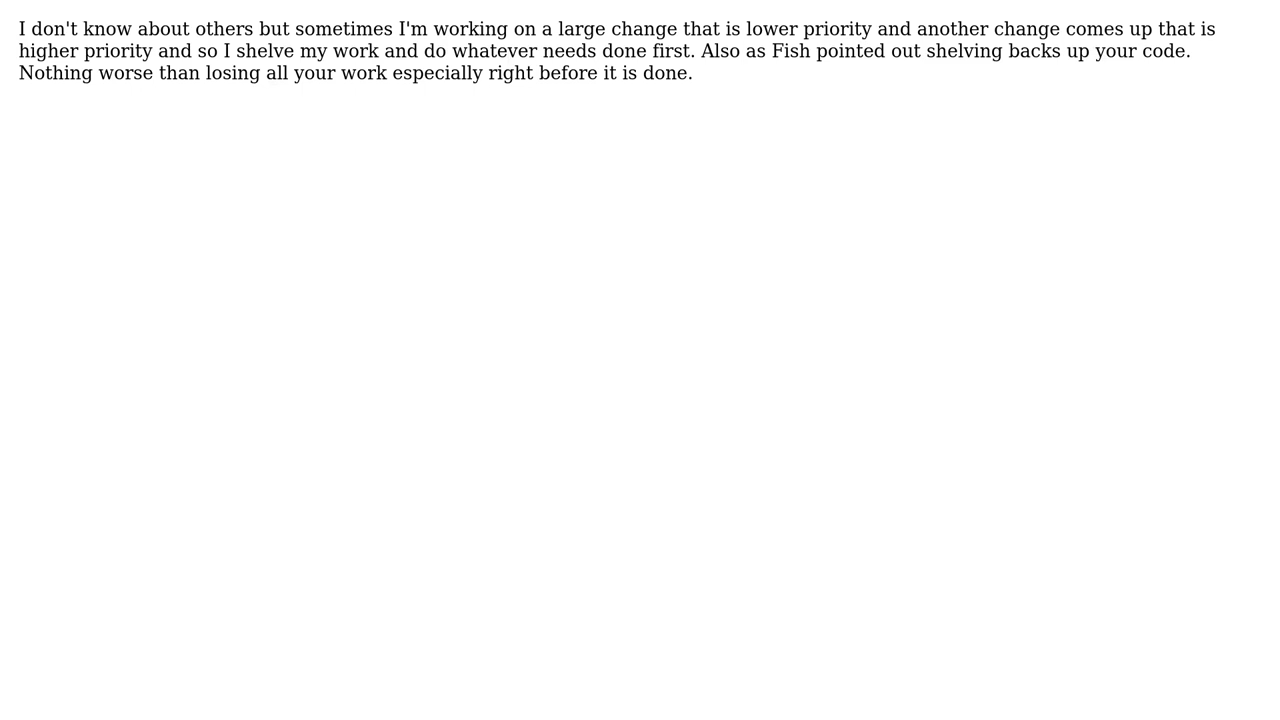 I don't know about others but sometimes I'm working on a large change that is lower priority and another change comes up that is
higher priority and so I shelve my work and do whatever needs done first. Also as Fish pointed out shelving backs up your code.
Nothing worse than losing all your work especially right before it is done.